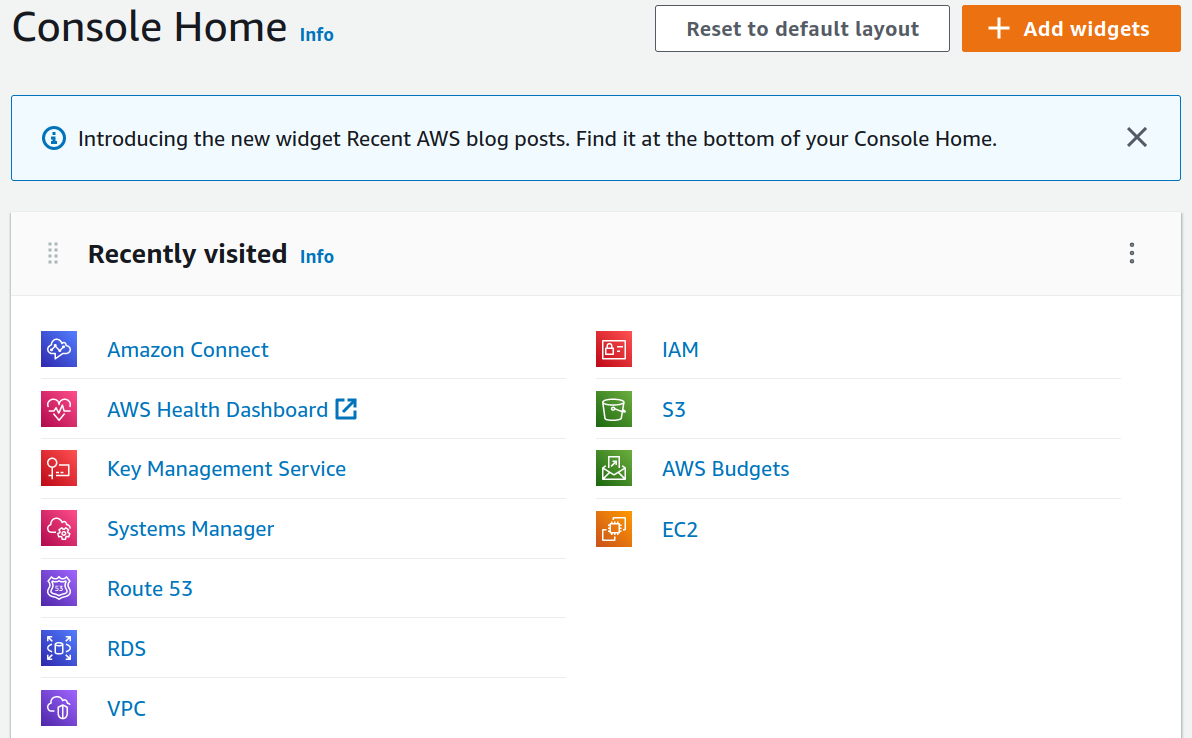 Console Home Info
Reset to default layout
Add widgets
Introducing the new widget Recent AWS blog posts. Find it at the bottom of your Console Home.
Recently visited Info
Amazon Connect
AWS Health Dashboard
Key Management Service
Systems Manager
53
Route 53
RDS
VPC
IAM
S3
AWS Budgets
EC2